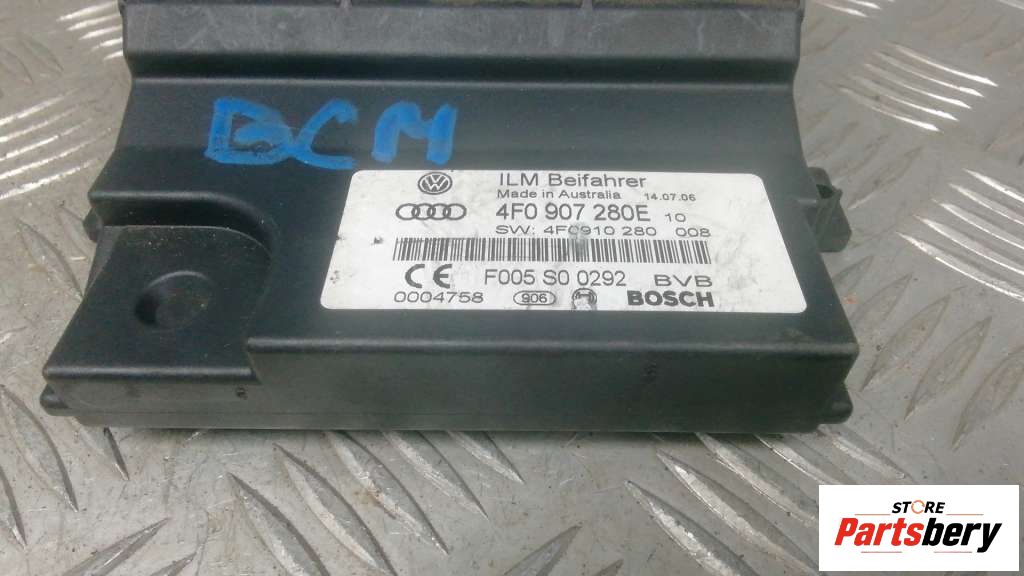 BCM
ILM Beifahrer
Made in Australia 14.07.06
4F0 907 280E 10
SW: 4F0910 280 008
CE F005 S0 0292 BVB
0004758 906 BOSCH
STORE
Partsbery